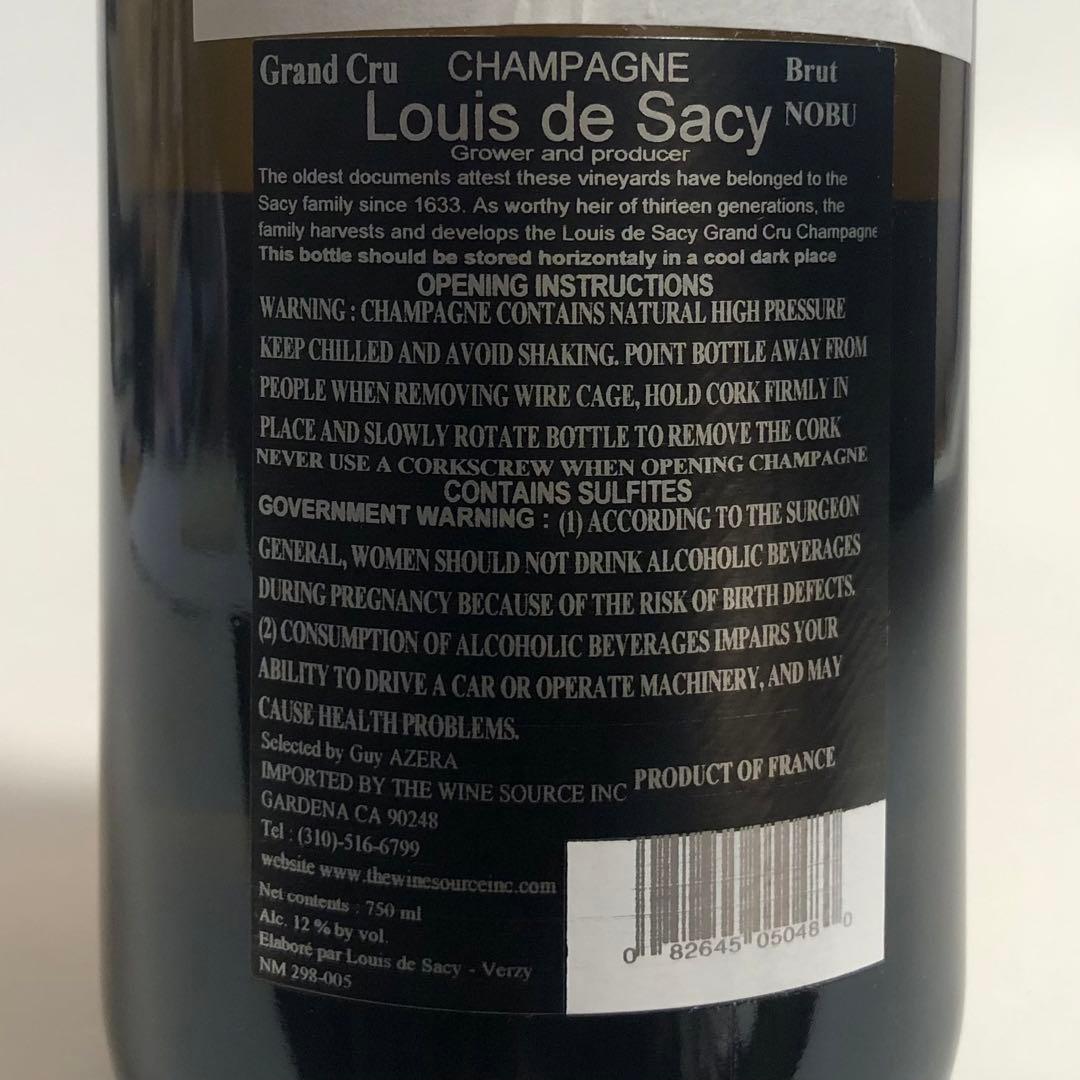 Grand Cru CHAMPAGNE Brut
Louis de Sacy NOBU
Grower and producer
The oldest documents attest these vineyards have belonged to the
Sacy family since 1633. As worthy heir of thirteen generations, the
family harvests and develops the Louis de Sacy Grand Cru Champagne
This bottle should be stored horizontaly in a cool dark place
OPENING INSTRUCTIONS
WARNING : CHAMPAGNE CONTAINS NATURAL HIGH PRESSURE
KEEP CHILLED AND AVOID SHAKING. POINT BOTTLE AWAY FROM
PEOPLE WHEN REMOVING WIRE CAGE, HOLD CORK FIRMLY IN
PLACE AND SLOWLY ROTATE BOTTLE TO REMOVE THE CORK
NEVER USE A CORKSCREW WHEN OPENING CHAMPAGNE
CONTAINS SULFITES
GOVERNMENT WARNING : (1) ACCORDING TO THE SURGEON
GENERAL, WOMEN SHOULD NOT DRINK ALCOHOLIC BEVERAGES
DURING PREGNANCY BECAUSE OF THE RISK OF BIRTH DEFECTS.
(2) CONSUMPTION OF ALCOHOLIC BEVERAGES IMPAIRS YOUR
ABILITY TO DRIVE A CAR OR OPERATE MACHINERY, AND MAY
CAUSE HEALTH PROBLEMS.
Selected by Guy AZERA
IMPORTED BY THE WINE SOURCE INC PRODUCT OF FRANCE
GARDENA CA 90248
Tel : (310)-516-6799
website www.thewinesourceinc.com
Net contents : 750 ml
Alc. 12 % by vol.
Elaboré par Louis de Sacy - Verzy
NM 298-005
0 82645 05048 0